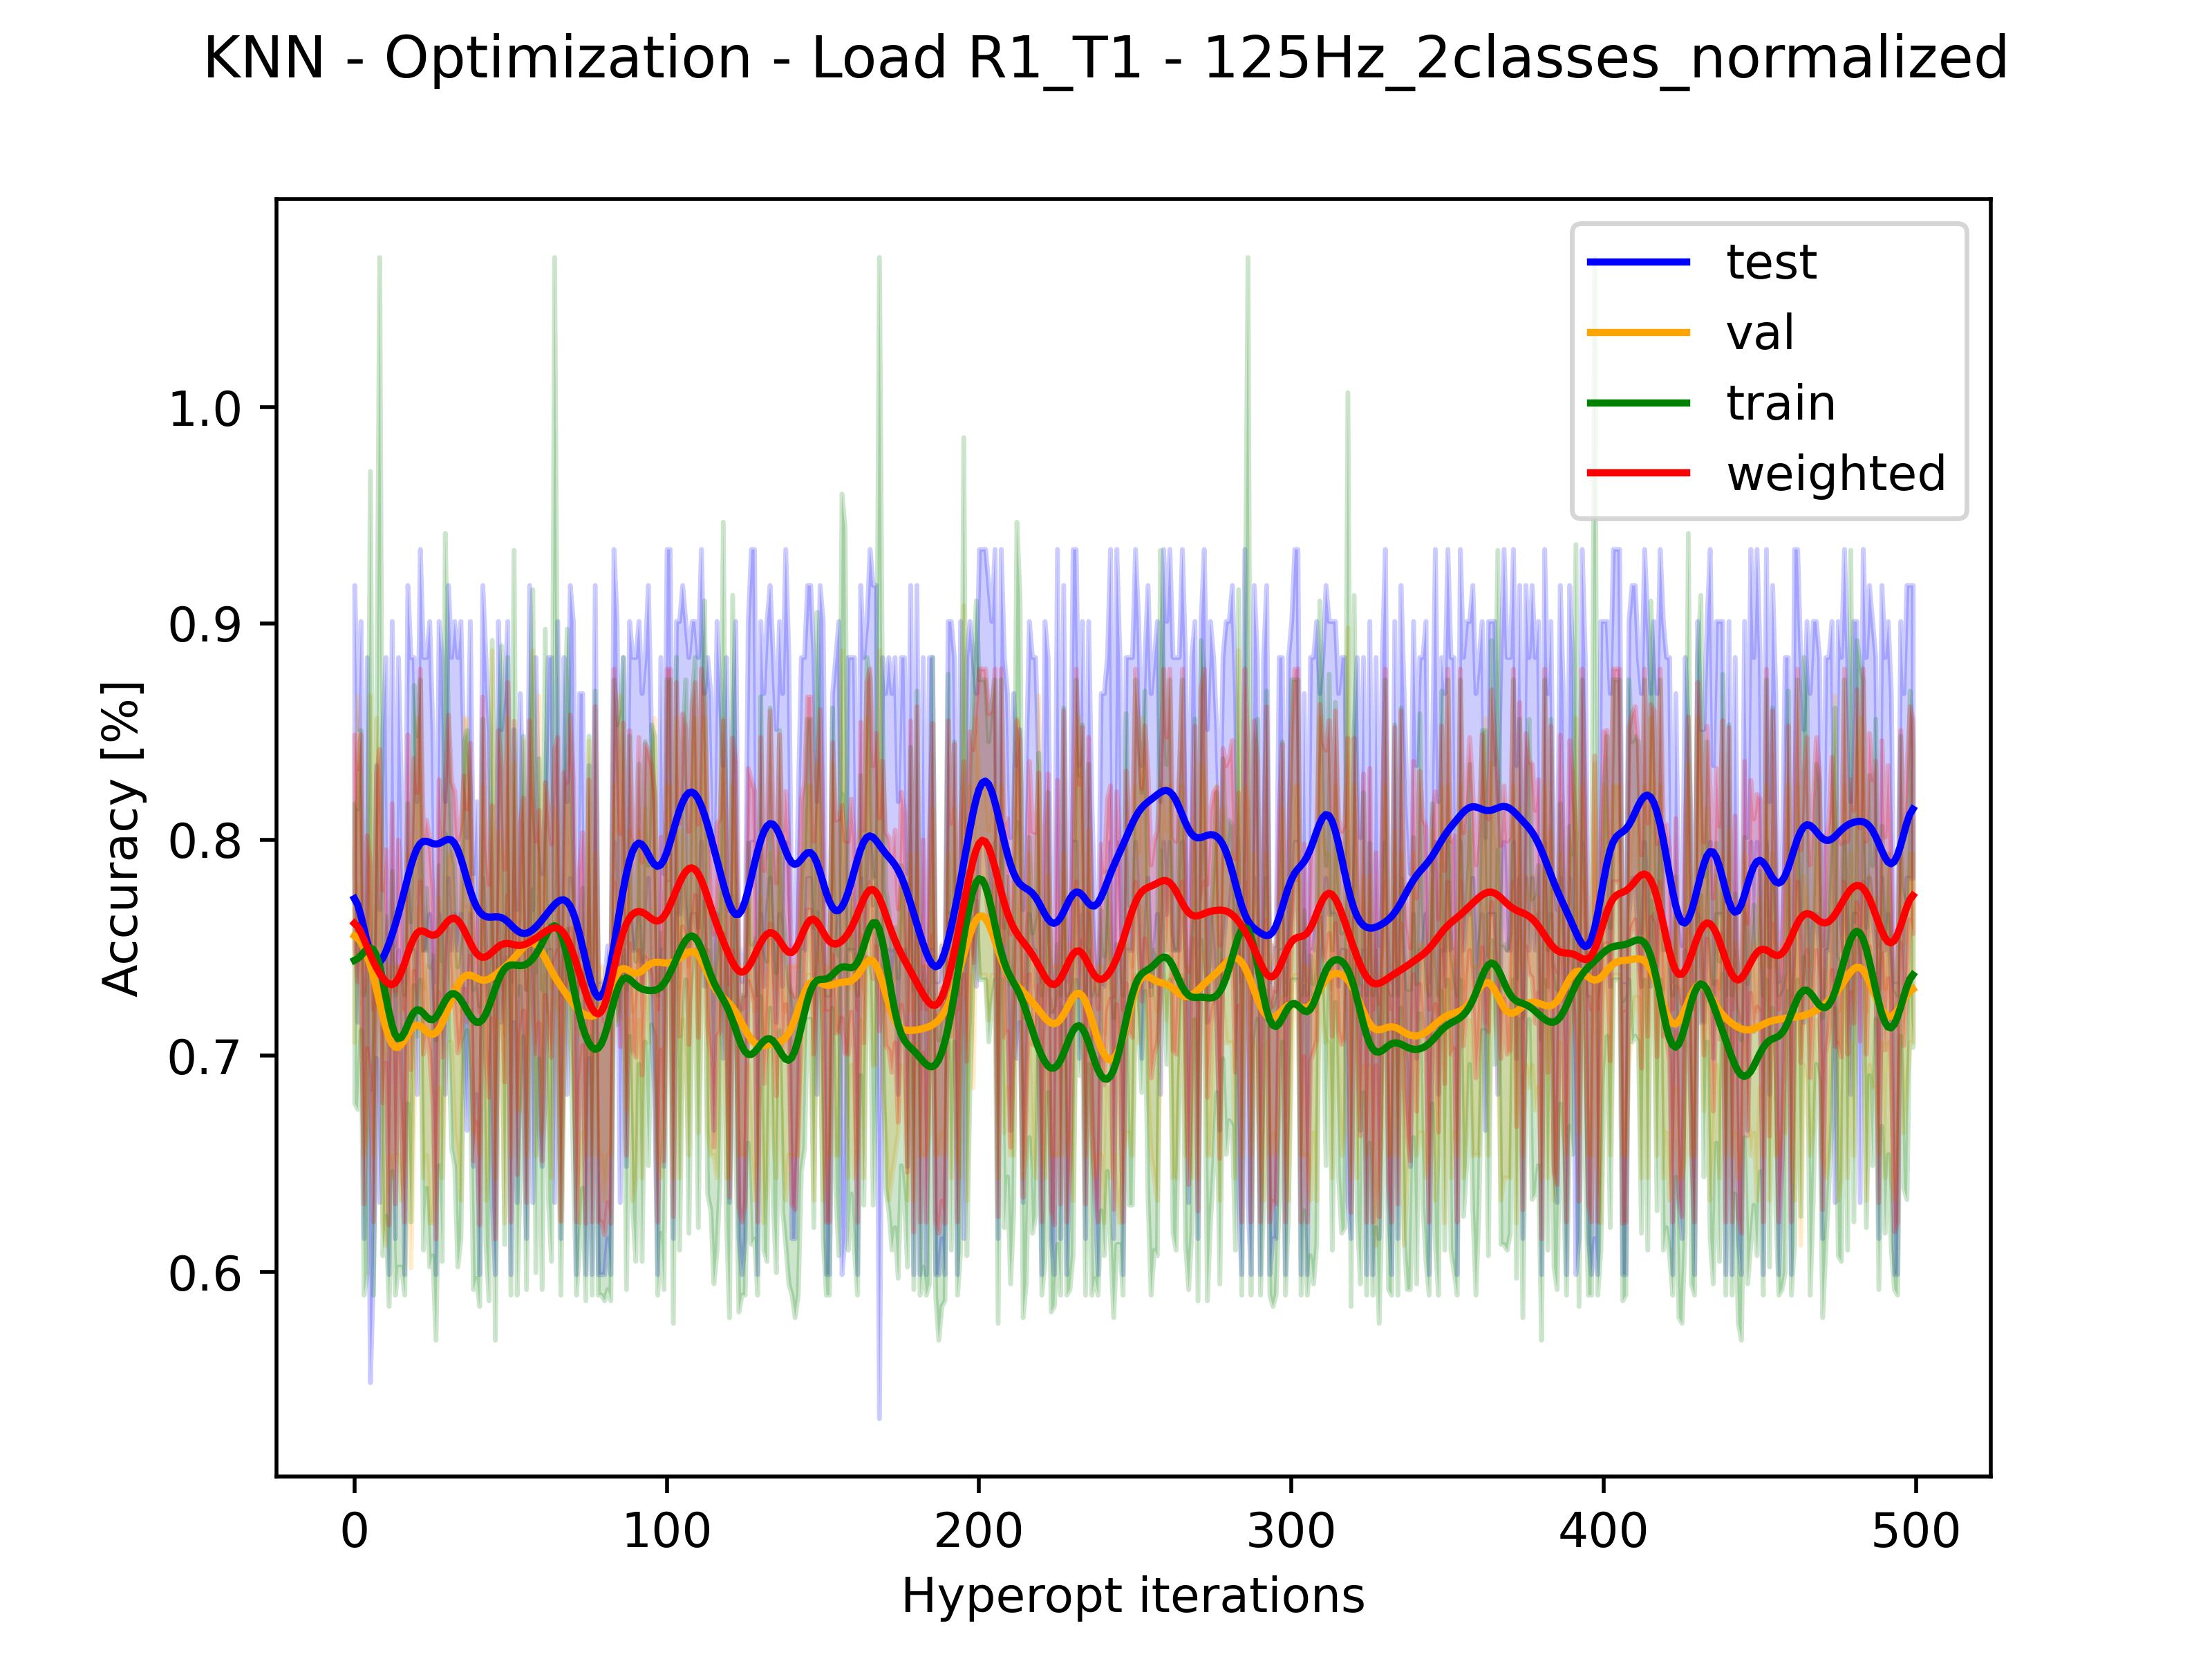 KNN - Optimization - Load R1_T1 - 125Hz_2classes_normalized
test
val
train
weighted
1.0
0.9
0.8
0.7
0.6
Accuracy [%]
0 100 200 300 400 500
Hyperopt iterations